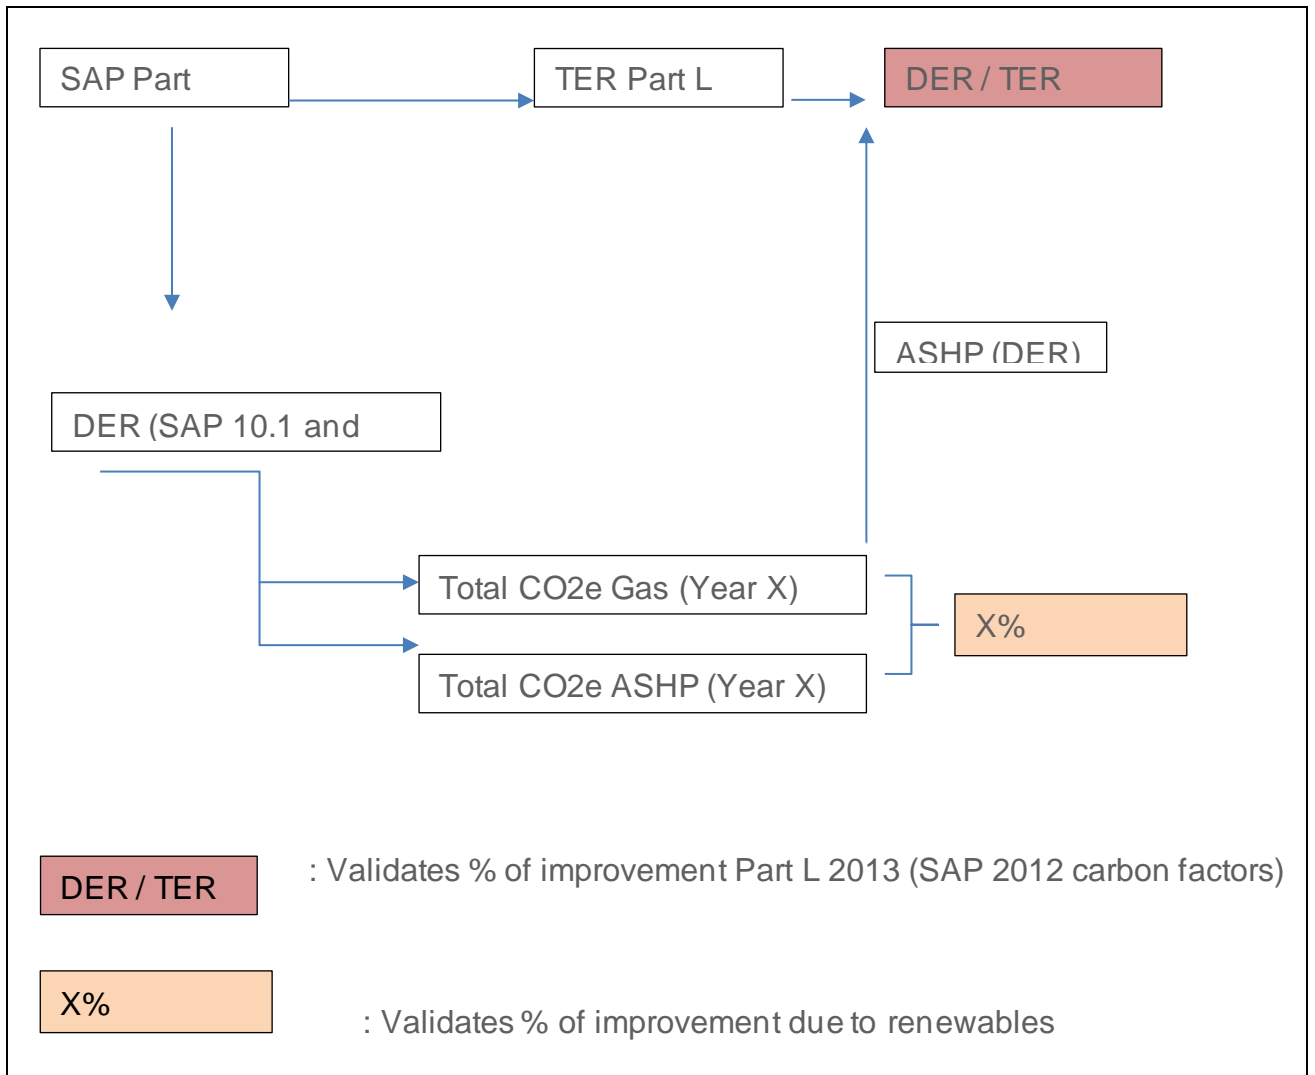 SAP Part
TER Part L
DER / TER
ASHP (DER)
DER (SAP 10.1 and
Total CO2e Gas (Year X)
X%
Total CO2e ASHP (Year X)
DER / TER
: Validates % of improvement Part L 2013 (SAP 2012 carbon factors)
X%
: Validates % of improvement due to renewables